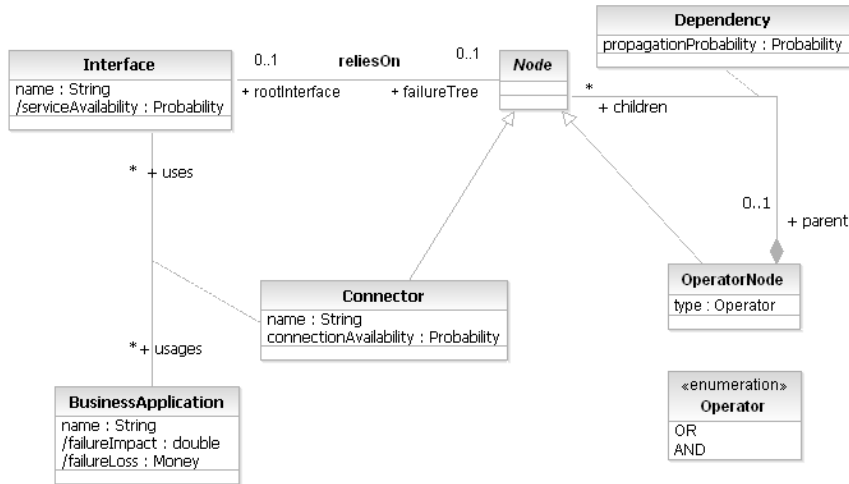 Dependency
propagationProbability : Probability
Interface
name : String
/serviceAvailability : Probability
0..1
reliesOn
0..1
+ rootInterface
+ failureTree
Node
*
+ children
* + uses
0..1
+ parent
Connector
name : String
connectionAvailability : Probability
OperatorNode
type : Operator
* + usages
BusinessApplication
name : String
/failureImpact : double
/failureLoss : Money
«enumeration»
Operator
OR
AND